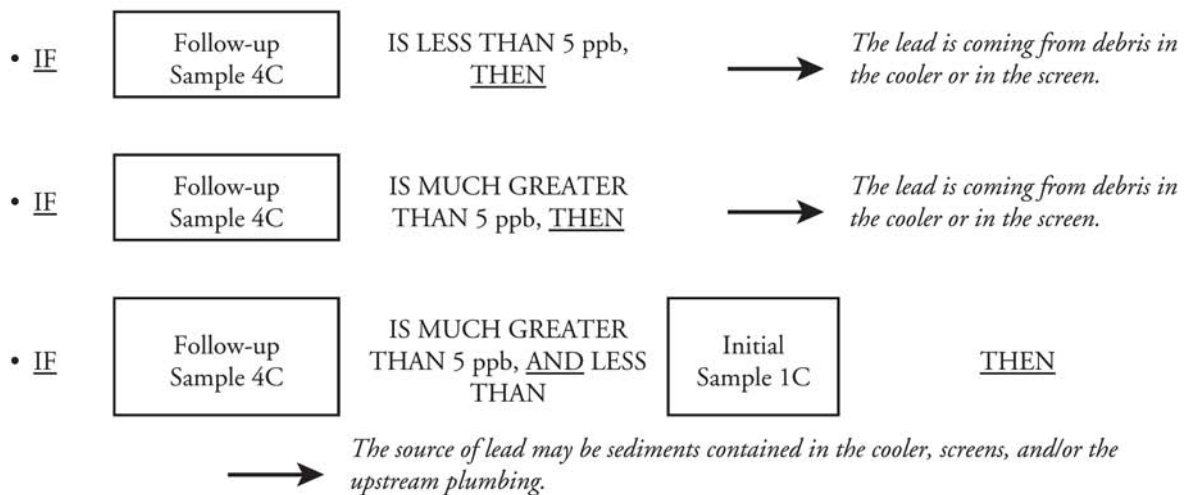 • IF Follow-up Sample 4C IS LESS THAN 5 ppb, THEN The lead is coming from debris in the cooler or in the screen.
• IF Follow-up Sample 4C IS MUCH GREATER THAN 5 ppb, THEN The lead is coming from debris in the cooler or in the screen.
• IF Follow-up Sample 4C IS MUCH GREATER THAN 5 ppb, AND LESS THAN Initial Sample 1C THEN
The source of lead may be sediments contained in the cooler, screens, and/or the
upstream plumbing.